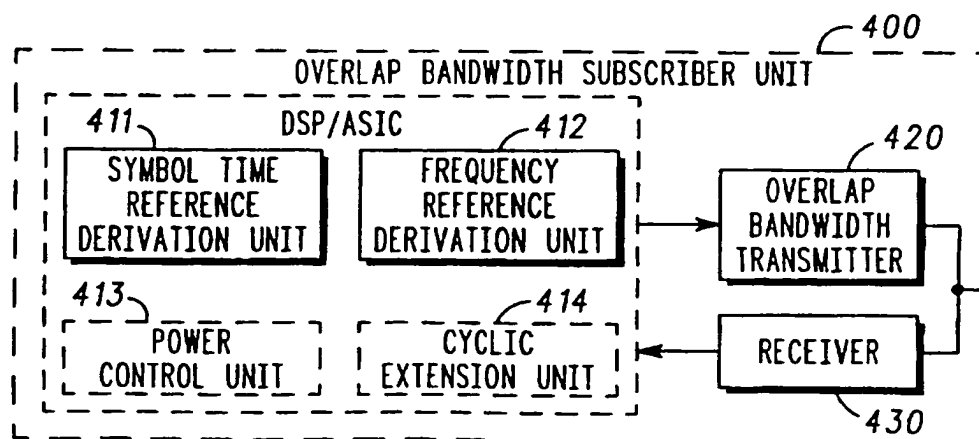 400
OVERLAP BANDWIDTH SUBSCRIBER UNIT
DSP/ASIC
411
SYMBOL TIME
REFERENCE
DERIVATION UNIT
412
FREQUENCY
REFERENCE
DERIVATION UNIT
420
OVERLAP
BANDWIDTH
TRANSMITTER
413
POWER
CONTROL UNIT
414
CYCLIC
EXTENSION UNIT
RECEIVER
430